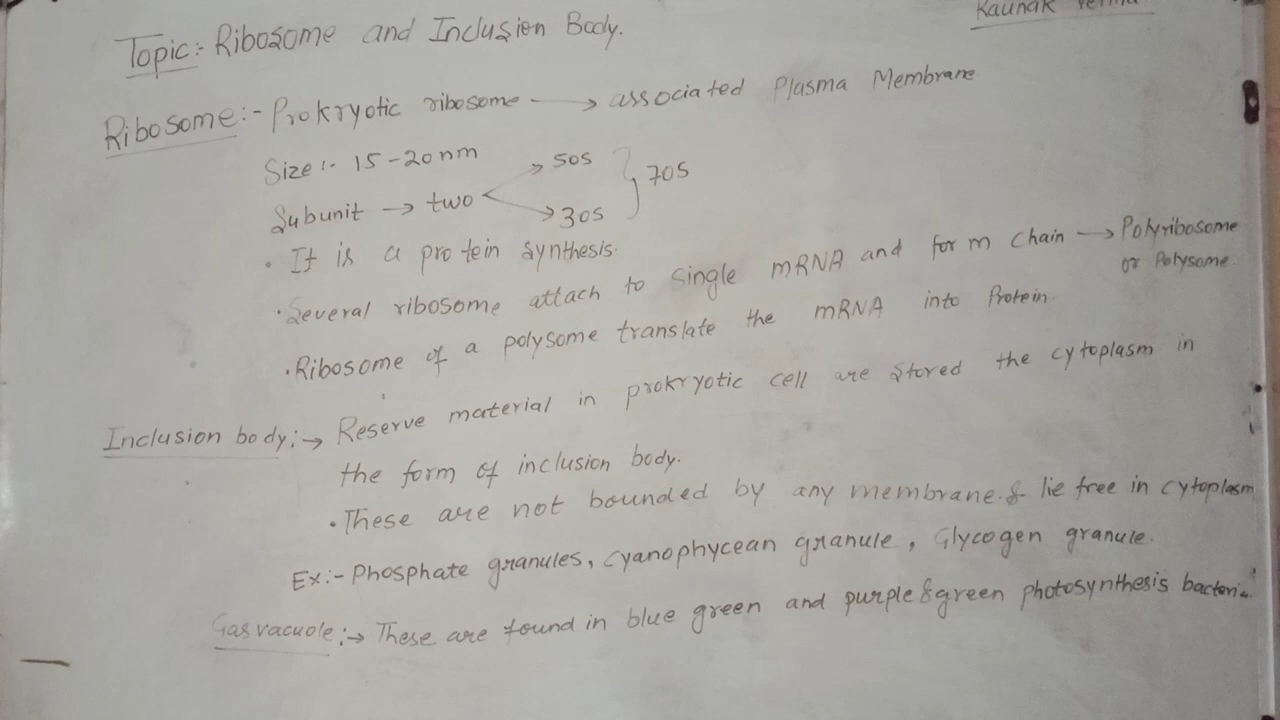 Kaunak Verma
Topic:- Ribosome and Inclusion Body.
Ribosome:- Prokryotic ribosome → associated Plasma Membrane
Size:- 15-20nm
Subunit → two → 50s → 30s } 70s
• It is a protein synthesis.
• Several ribosome attach to single mRNA and form chain → Polyribosome
or Polysome.
• Ribosome of a polysome translate the mRNA into Protein.
Inclusion body:→ Reserve material in prokryotic cell are stored the cytoplasm in
the form of inclusion body.
• These are not bounded by any membrane & lie free in cytoplasm
Ex:- Phosphate granules, Cyanophycean granule, Glycogen granule.
Gas vacuole:→ These are found in blue green and purple & green photosynthesis bacteria.